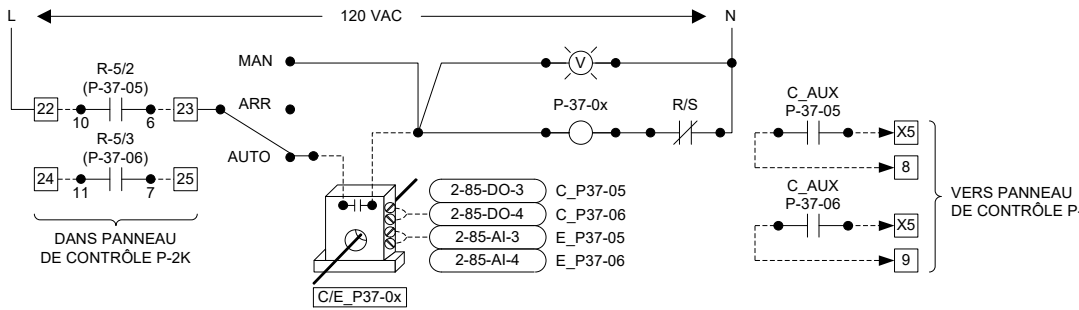 L
120 VAC
N
MAN
V
R-5/2
(P-37-05)
22
10
6
23
ARR
P-37-0x
R/S
C_AUX
P-37-05
X5
8
R-5/3
(P-37-06)
24
11
7
25
AUTO
2-85-DO-3 C_P37-05
2-85-DO-4 C_P37-06
2-85-AI-3 E_P37-05
2-85-AI-4 E_P37-06
C_AUX
P-37-06
X5
9
DANS PANNEAU
DE CONTRÔLE P-2K
VERS PANNEAU
DE CONTRÔLE P-
C/E_P37-0x